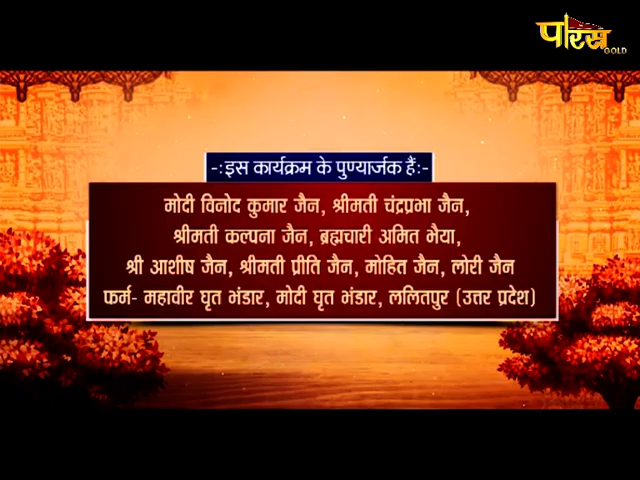 पारस
GOLD
-:इस कार्यक्रम के पुण्यार्जक हैं:-
मोदी विनोद कुमार जैन, श्रीमती चंद्रप्रभा जैन,
श्रीमती कल्पना जैन, ब्रह्मचारी अमित भैया,
श्री आशीष जैन, श्रीमती प्रीति जैन, मोहित जैन, लोरी जैन
फर्म- महावीर घृत भंडार, मोदी घृत भंडार, ललितपुर (उत्तर प्रदेश)